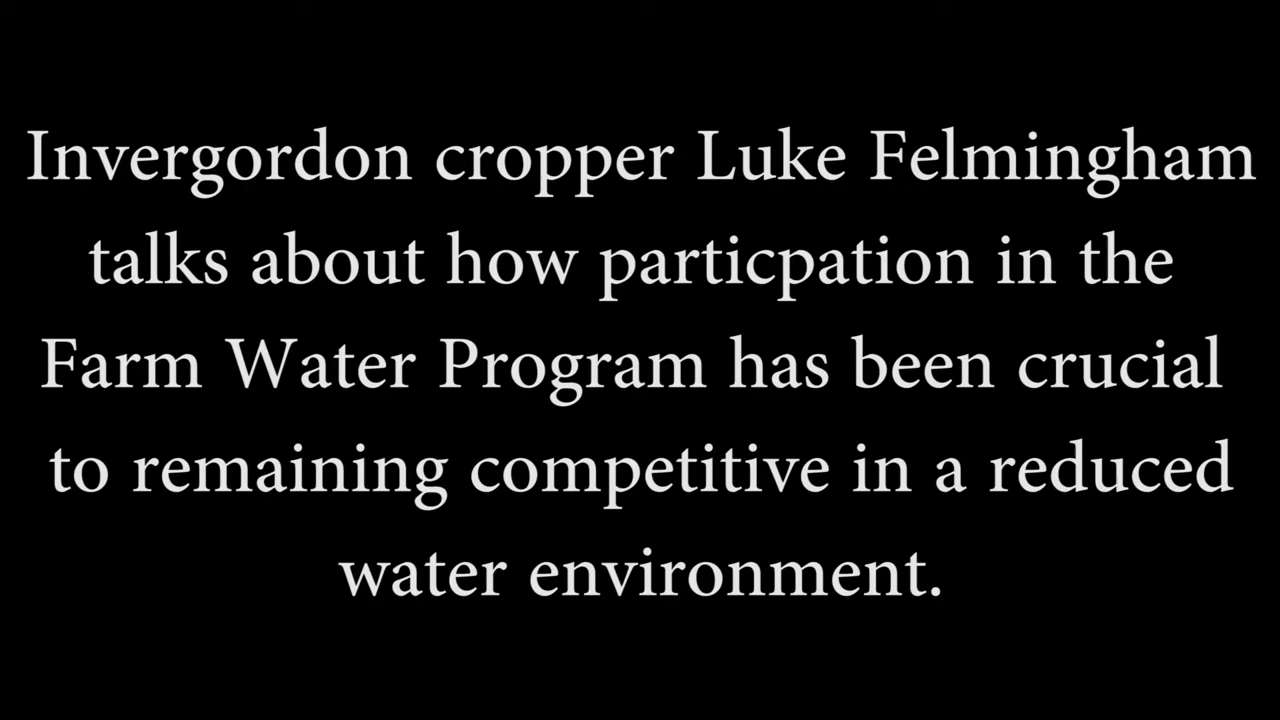 Invergordon cropper Luke Felmingham
talks about how particpation in the
Farm Water Program has been crucial
to remaining competitive in a reduced
water environment.